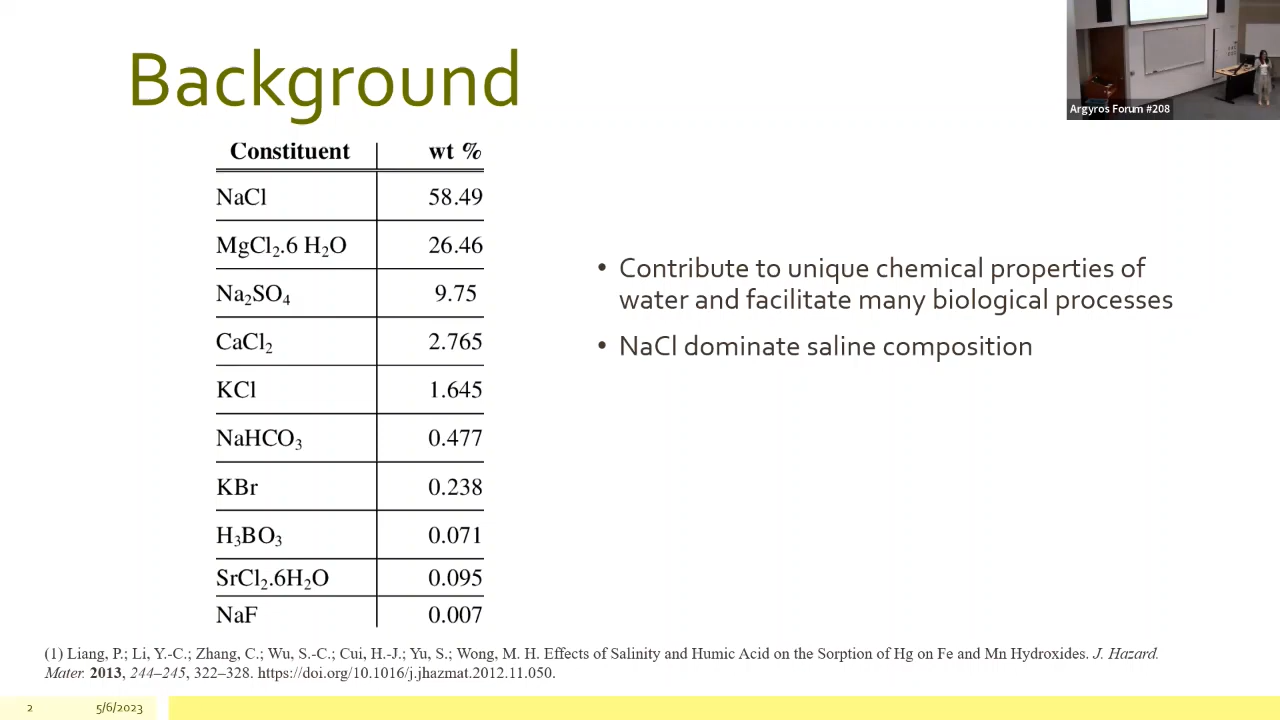 Background
Argyros Forum #208
Constituent wt %
NaCl 58.49
MgCl₂.6 H₂O 26.46
Na₂SO₄ 9.75
CaCl₂ 2.765
KCl 1.645
NaHCO₃ 0.477
KBr 0.238
H₃BO₃ 0.071
SrCl₂.6H₂O 0.095
NaF 0.007
• Contribute to unique chemical properties of
water and facilitate many biological processes
• NaCl dominate saline composition
(1) Liang, P.; Li, Y.-C.; Zhang, C.; Wu, S.-C.; Cui, H.-J.; Yu, S.; Wong, M. H. Effects of Salinity and Humic Acid on the Sorption of Hg on Fe and Mn Hydroxides. J. Hazard.
Mater. 2013, 244–245, 322–328. https://doi.org/10.1016/j.jhazmat.2012.11.050.
2 5/6/2023